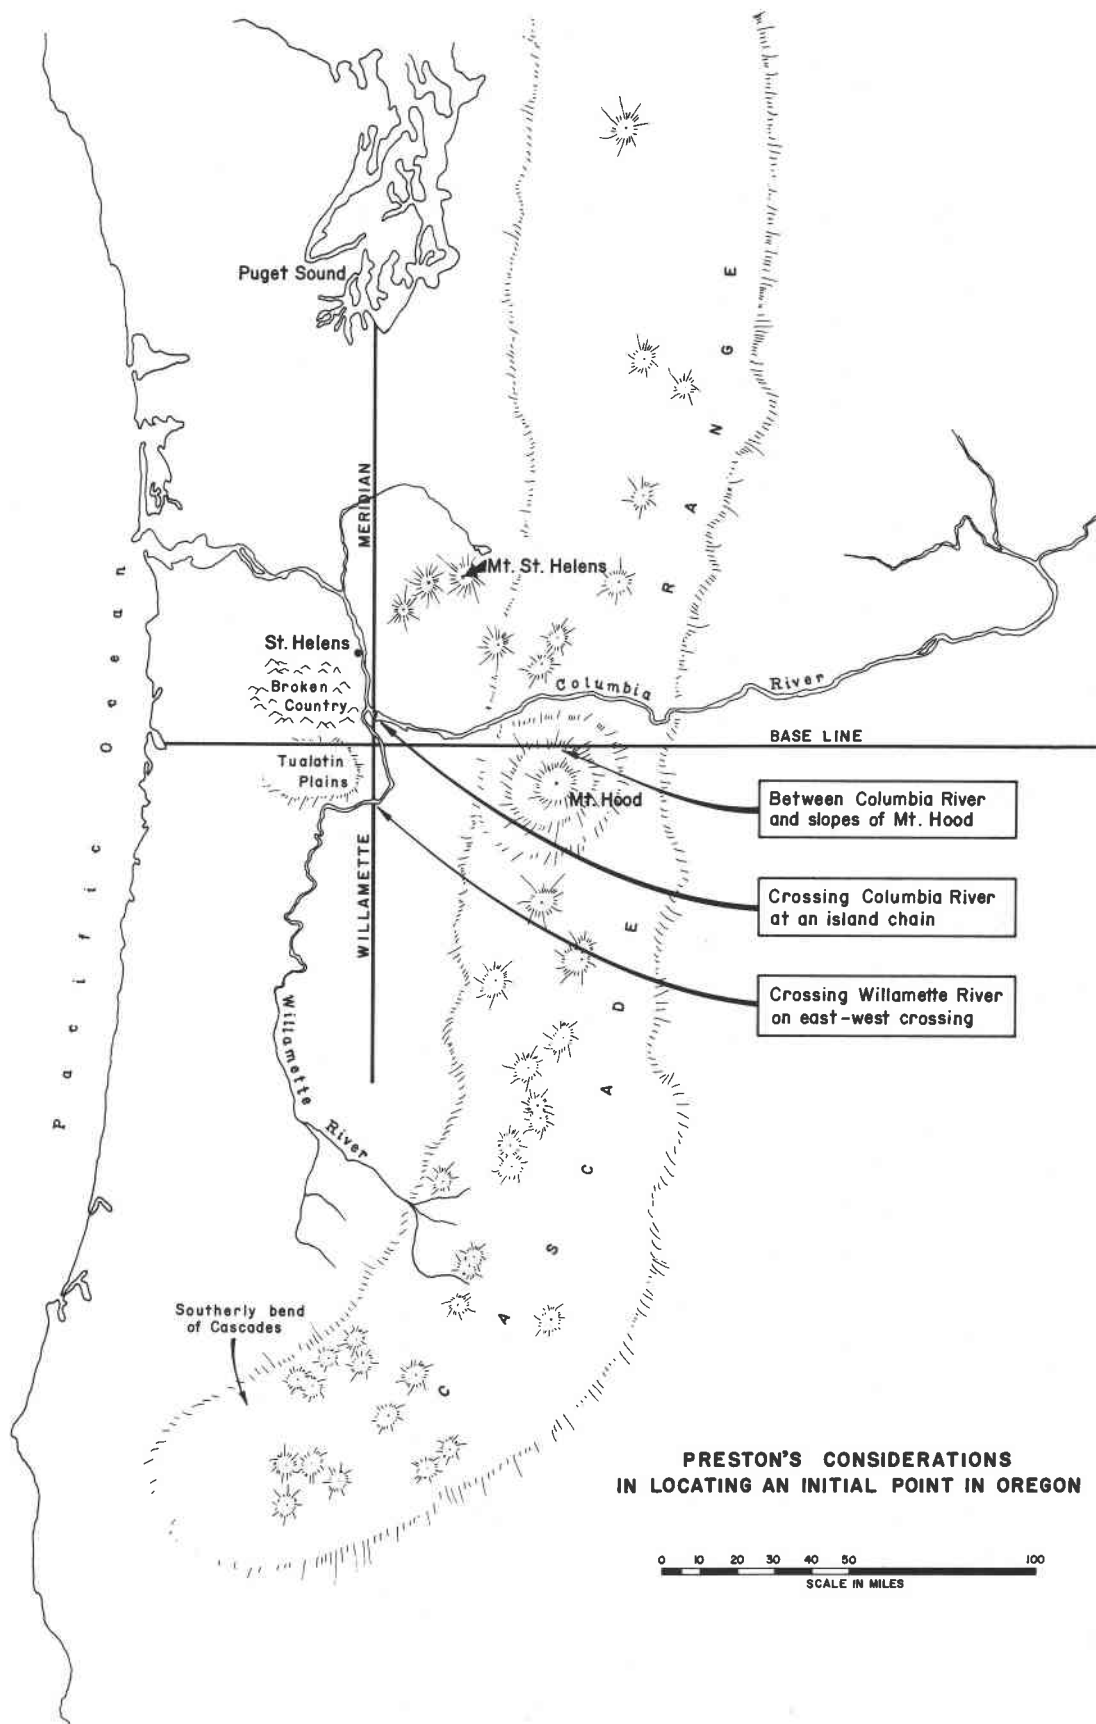 Puget Sound
RANGE
MERIDIAN
Mt. St. Helens
St. Helens
Broken
Country
Columbia River
BASE LINE
Tualatin
Plains
Mt. Hood
Between Columbia River
and slopes of Mt. Hood
WILLAMETTE
Crossing Columbia River
at an island chain
Crossing Willamette River
on east-west crossing
Pacific Ocean
Willamette River
CASCADE
Southerly bend
of Cascades
PRESTON'S CONSIDERATIONS
IN LOCATING AN INITIAL POINT IN OREGON
0 10 20 30 40 50 100
SCALE IN MILES